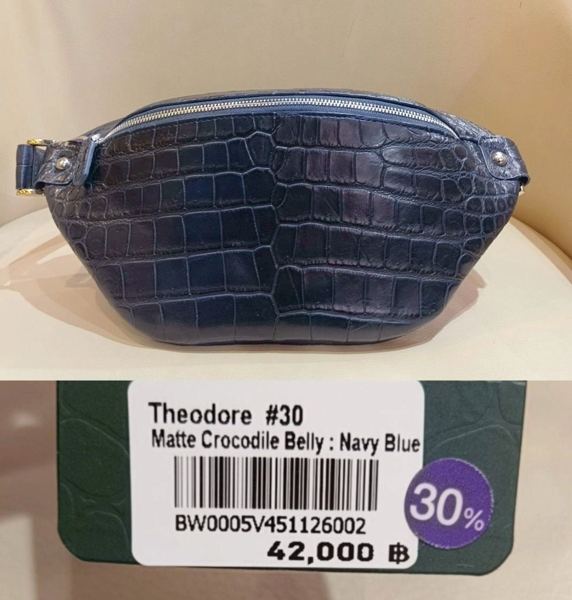 Theodore #30
Matte Crocodile Belly : Navy Blue
BW0005V451126002
42,000 ฿
30%